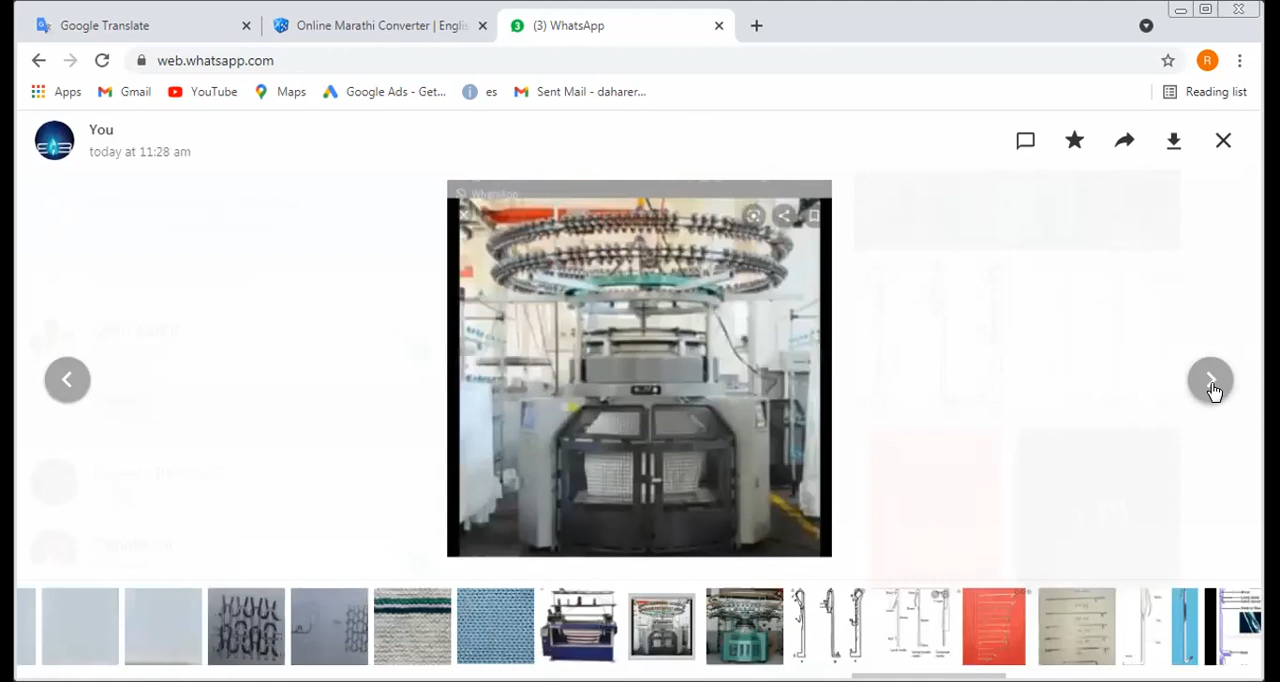 Google Translate
Online Marathi Converter | Englis
(3) WhatsApp
web.whatsapp.com
R
Apps
Gmail
YouTube
Maps
Google Ads - Get...
es
Sent Mail - daharer...
Reading list
You
today at 11:28 am
WhatsApp